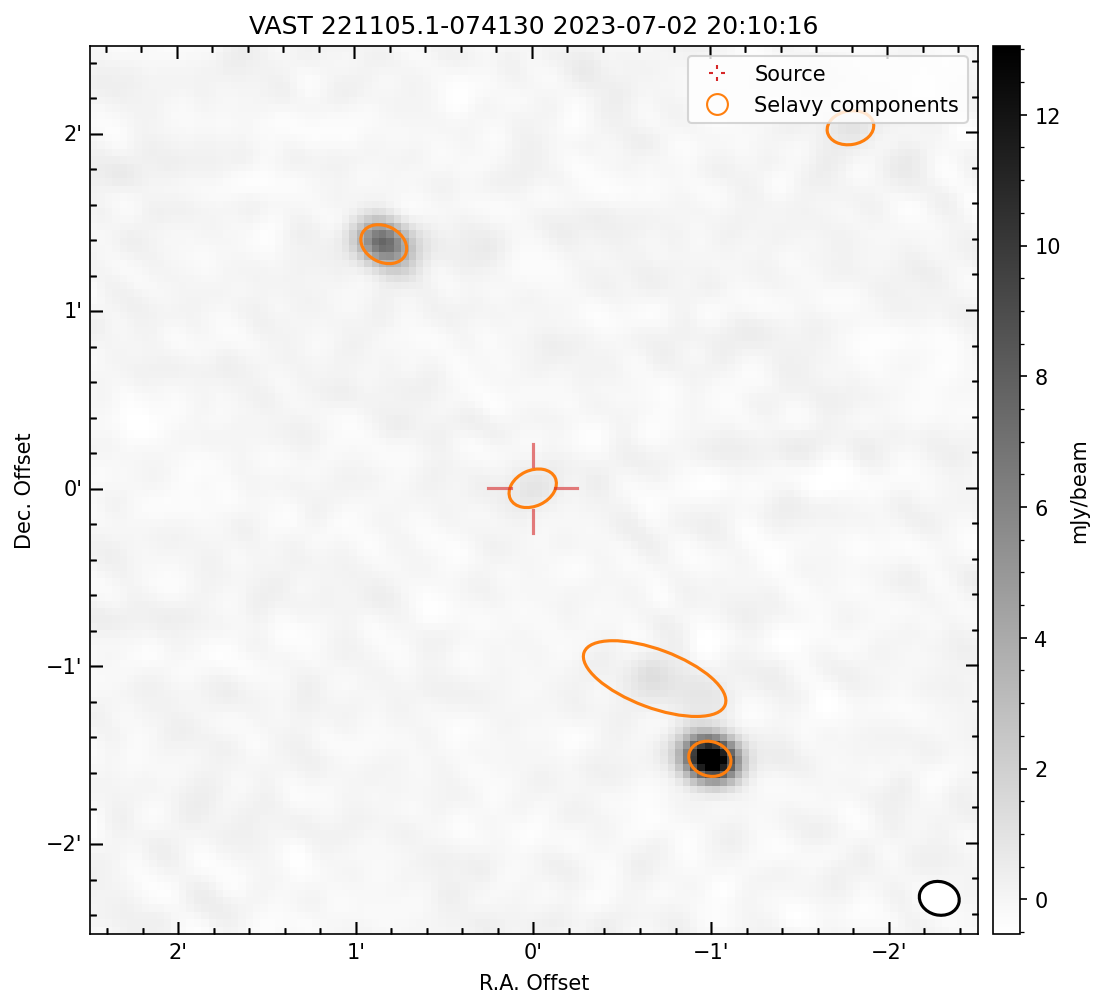 VAST 221105.1-074130 2023-07-02 20:10:16
Source
Selavy components
2'
1'
0'
−1'
−2'
Dec. Offset
2'
1'
0'
−1'
−2'
R.A. Offset
12
10
8
6
4
2
0
mJy/beam